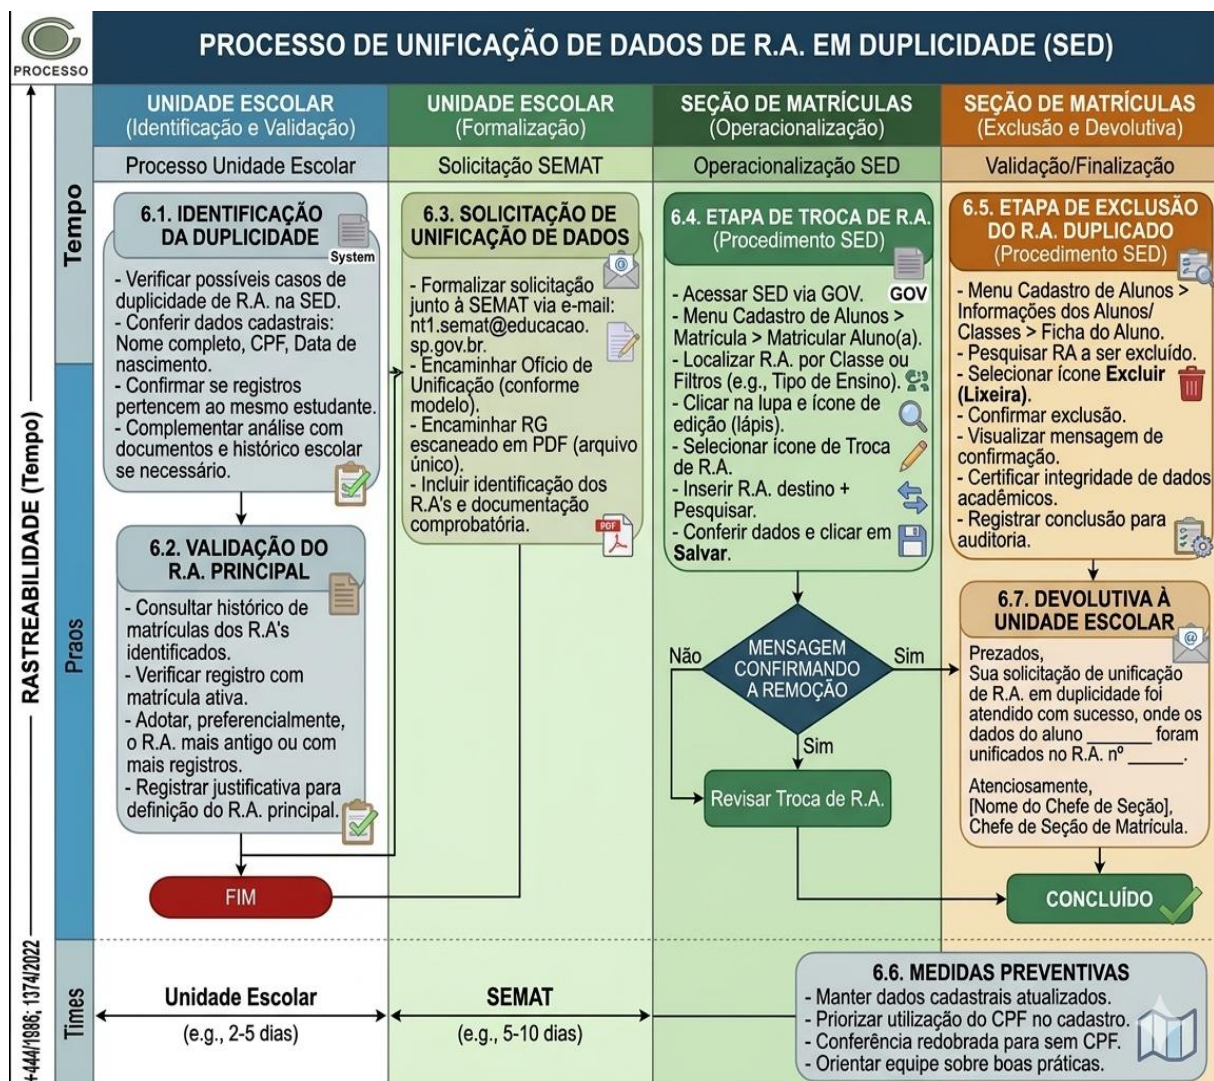 PROCESSO
PROCESSO DE UNIFICAÇÃO DE DADOS DE R.A. EM DUPLICIDADE (SED)
RASTREABILIDADE (Tempo)
+444/1986; 1374/2022
Tempo
Praos
Times
UNIDADE ESCOLAR
(Identificação e Validação)
Processo Unidade Escolar
6.1. IDENTIFICAÇÃO
DA DUPLICIDADE
System
- Verificar possíveis casos de
duplicidade de R.A. na SED.
- Conferir dados cadastrais:
Nome completo, CPF, Data de
nascimento.
- Confirmar se registros
pertencem ao mesmo estudante.
- Complementar análise com
documentos e histórico escolar
se necessário.
6.2. VALIDAÇÃO DO
R.A. PRINCIPAL
- Consultar histórico de
matrículas dos R.A's
identificados.
- Verificar registro com
matrícula ativa.
- Adotar, preferencialmente,
o R.A. mais antigo ou com
mais registros.
- Registrar justificativa para
definição do R.A. principal.
FIM
UNIDADE ESCOLAR
(Formalização)
Solicitação SEMAT
6.3. SOLICITAÇÃO DE
UNIFICAÇÃO DE DADOS
@
- Formalizar solicitação
junto à SEMAT via e-mail:
nt1.semat@educacao.
sp.gov.br.
- Encaminhar Ofício de
Unificação (conforme
modelo).
- Encaminhar RG
escaneado em PDF (arquivo
único).
- Incluir identificação dos
R.A's e documentação
comprobatória.
PDF
SEÇÃO DE MATRÍCULAS
(Operacionalização)
Operacionalização SED
6.4. ETAPA DE TROCA DE R.A.
(Procedimento SED)
GOV
- Acessar SED via GOV.
- Menu Cadastro de Alunos >
Matrícula > Matricular Aluno(a).
- Localizar R.A. por Classe ou
Filtros (e.g., Tipo de Ensino).
- Clicar na lupa e ícone de
edição (lápis).
- Selecionar ícone de Troca
de R.A.
- Inserir R.A. destino +
Pesquisar.
- Conferir dados e clicar em
Salvar.
MENSAGEM
CONFIRMANDO
A REMOÇÃO
Não
Sim
Sim
Revisar Troca de R.A.
SEÇÃO DE MATRÍCULAS
(Exclusão e Devolutiva)
Validação/Finalização
6.5. ETAPA DE EXCLUSÃO
DO R.A. DUPLICADO
(Procedimento SED)
- Menu Cadastro de Alunos >
Informações dos Alunos/
Classes > Ficha do Aluno.
- Pesquisar RA a ser excluído.
- Selecionar ícone Excluir
(Lixeira).
- Confirmar exclusão.
- Visualizar mensagem de
confirmação.
- Certificar integridade de dados
acadêmicos.
- Registrar conclusão para
auditoria.
6.7. DEVOLUTIVA À
UNIDADE ESCOLAR
@
Prezados,
Sua solicitação de unificação
de R.A. em duplicidade foi
atendido com sucesso, onde os
dados do aluno _______ foram
unificados no R.A. nº ______.
Atenciosamente,
[Nome do Chefe de Seção],
Chefe de Seção de Matrícula.
CONCLUÍDO
Unidade Escolar
(e.g., 2-5 dias)
SEMAT
(e.g., 5-10 dias)
6.6. MEDIDAS PREVENTIVAS
- Manter dados cadastrais atualizados.
- Priorizar utilização do CPF no cadastro.
- Conferência redobrada para sem CPF.
- Orientar equipe sobre boas práticas.